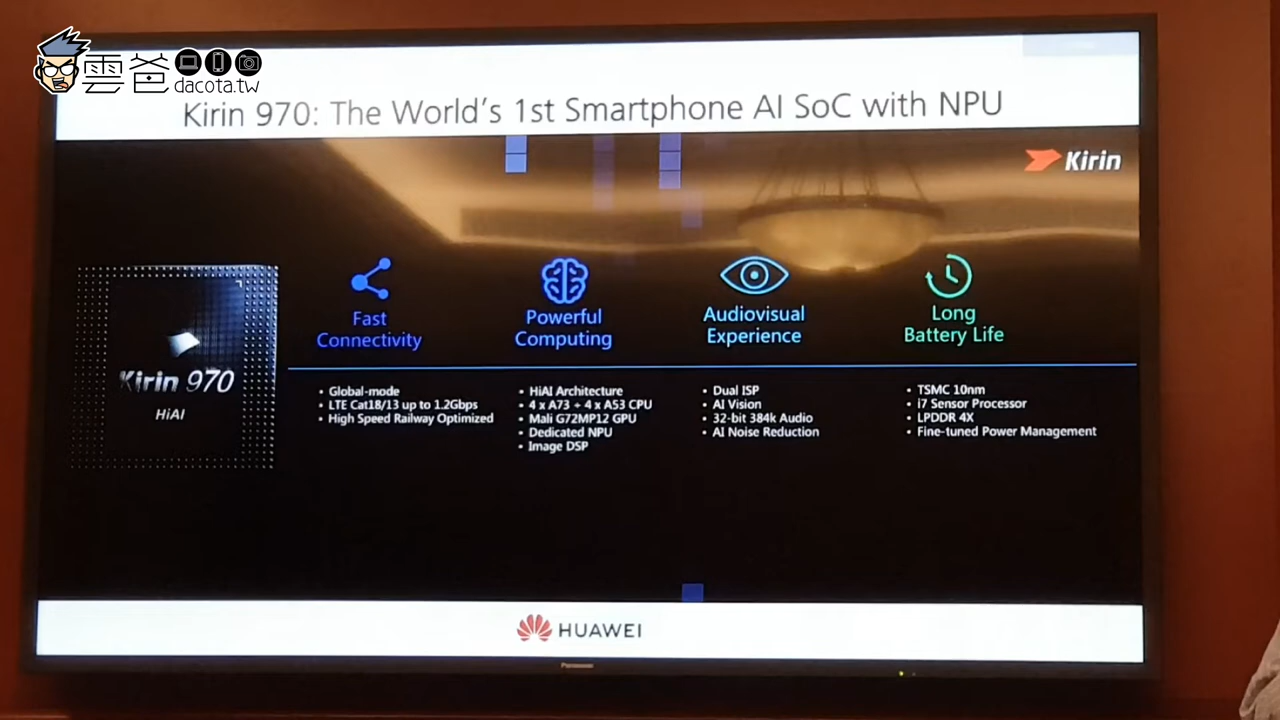 雲爸
dacota.tw
Kirin 970: The World's 1st Smartphone AI SoC with NPU
Kirin
Kirin 970
HiAI
Fast
Connectivity
• Global-mode
• LTE Cat18/13 up to 1.2Gbps
• High Speed Railway Optimized
Powerful
Computing
• HiAI Architecture
• 4 x A73 + 4 x A53 CPU
• Mali G72MP12 GPU
• Dedicated NPU
• Image DSP
Audiovisual
Experience
• Dual ISP
• AI Vision
• 32-bit 384k Audio
• AI Noise Reduction
Long
Battery Life
• TSMC 10nm
• i7 Sensor Processor
• LPDDR 4X
• Fine-tuned Power Management
HUAWEI
Panasonic